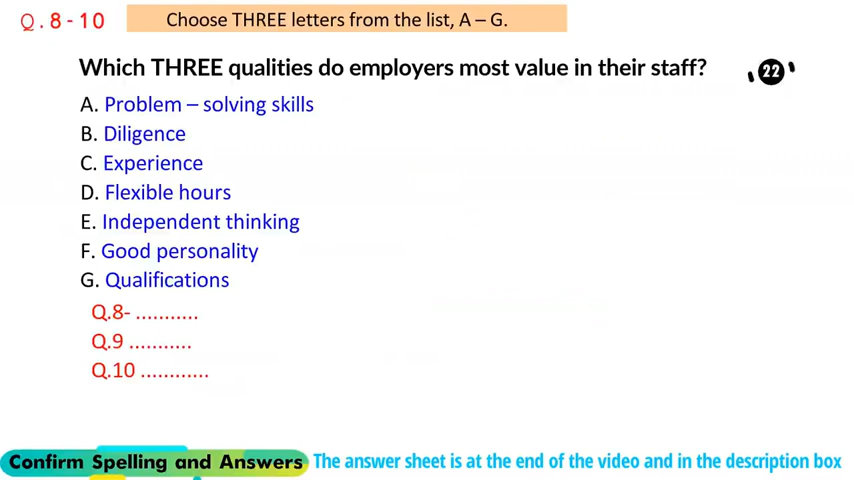 Q.8-10 Choose THREE letters from the list, A – G.
Which THREE qualities do employers most value in their staff? 22
A. Problem – solving skills
B. Diligence
C. Experience
D. Flexible hours
E. Independent thinking
F. Good personality
G. Qualifications
Q.8- ...........
Q.9 ...........
Q.10 ............
Confirm Spelling and Answers The answer sheet is at the end of the video and in the description box